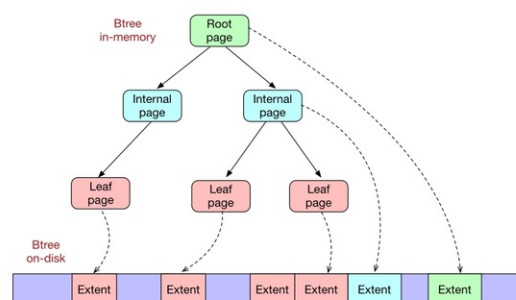 Btree
in-memory
Root
page
Internal
page
Internal
page
Leaf
page
Leaf
page
Leaf
page
Btree
on-disk
Extent
Extent
Extent
Extent
Extent
Extent